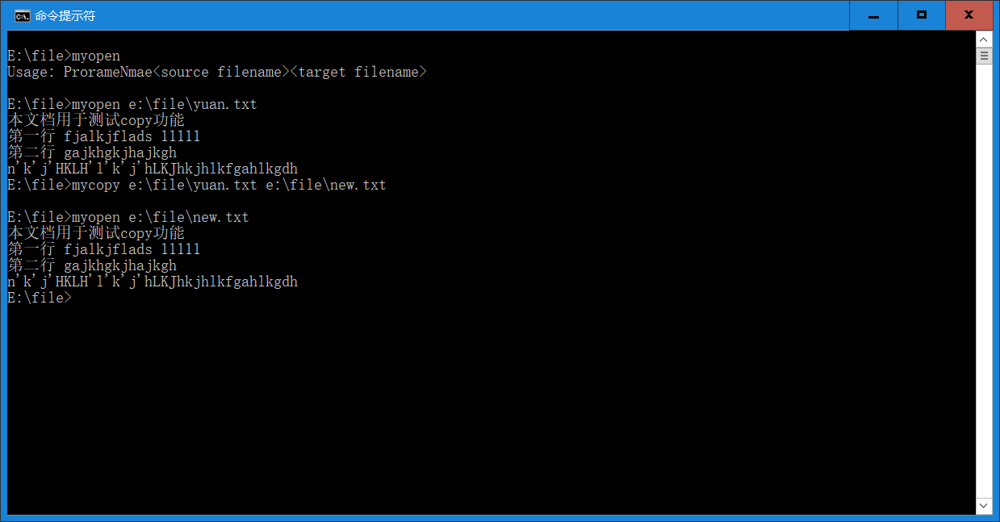 命令提示符
E:\file>myopen
Usage: ProrameNmae<source filename><target filename>
E:\file>myopen e:\file\yuan.txt
本文档用于测试copy功能
第一行 fjalkjflads lllll
第二行 gajkhgkjhajkgh
n'k'j'HKLH'l'k'j'hLKJhkjhlkfgahlkgdh
E:\file>mycopy e:\file\yuan.txt e:\file\new.txt
E:\file>myopen e:\file\new.txt
本文档用于测试copy功能
第一行 fjalkjflads lllll
第二行 gajkhgkjhajkgh
n'k'j'HKLH'l'k'j'hLKJhkjhlkfgahlkgdh
E:\file>